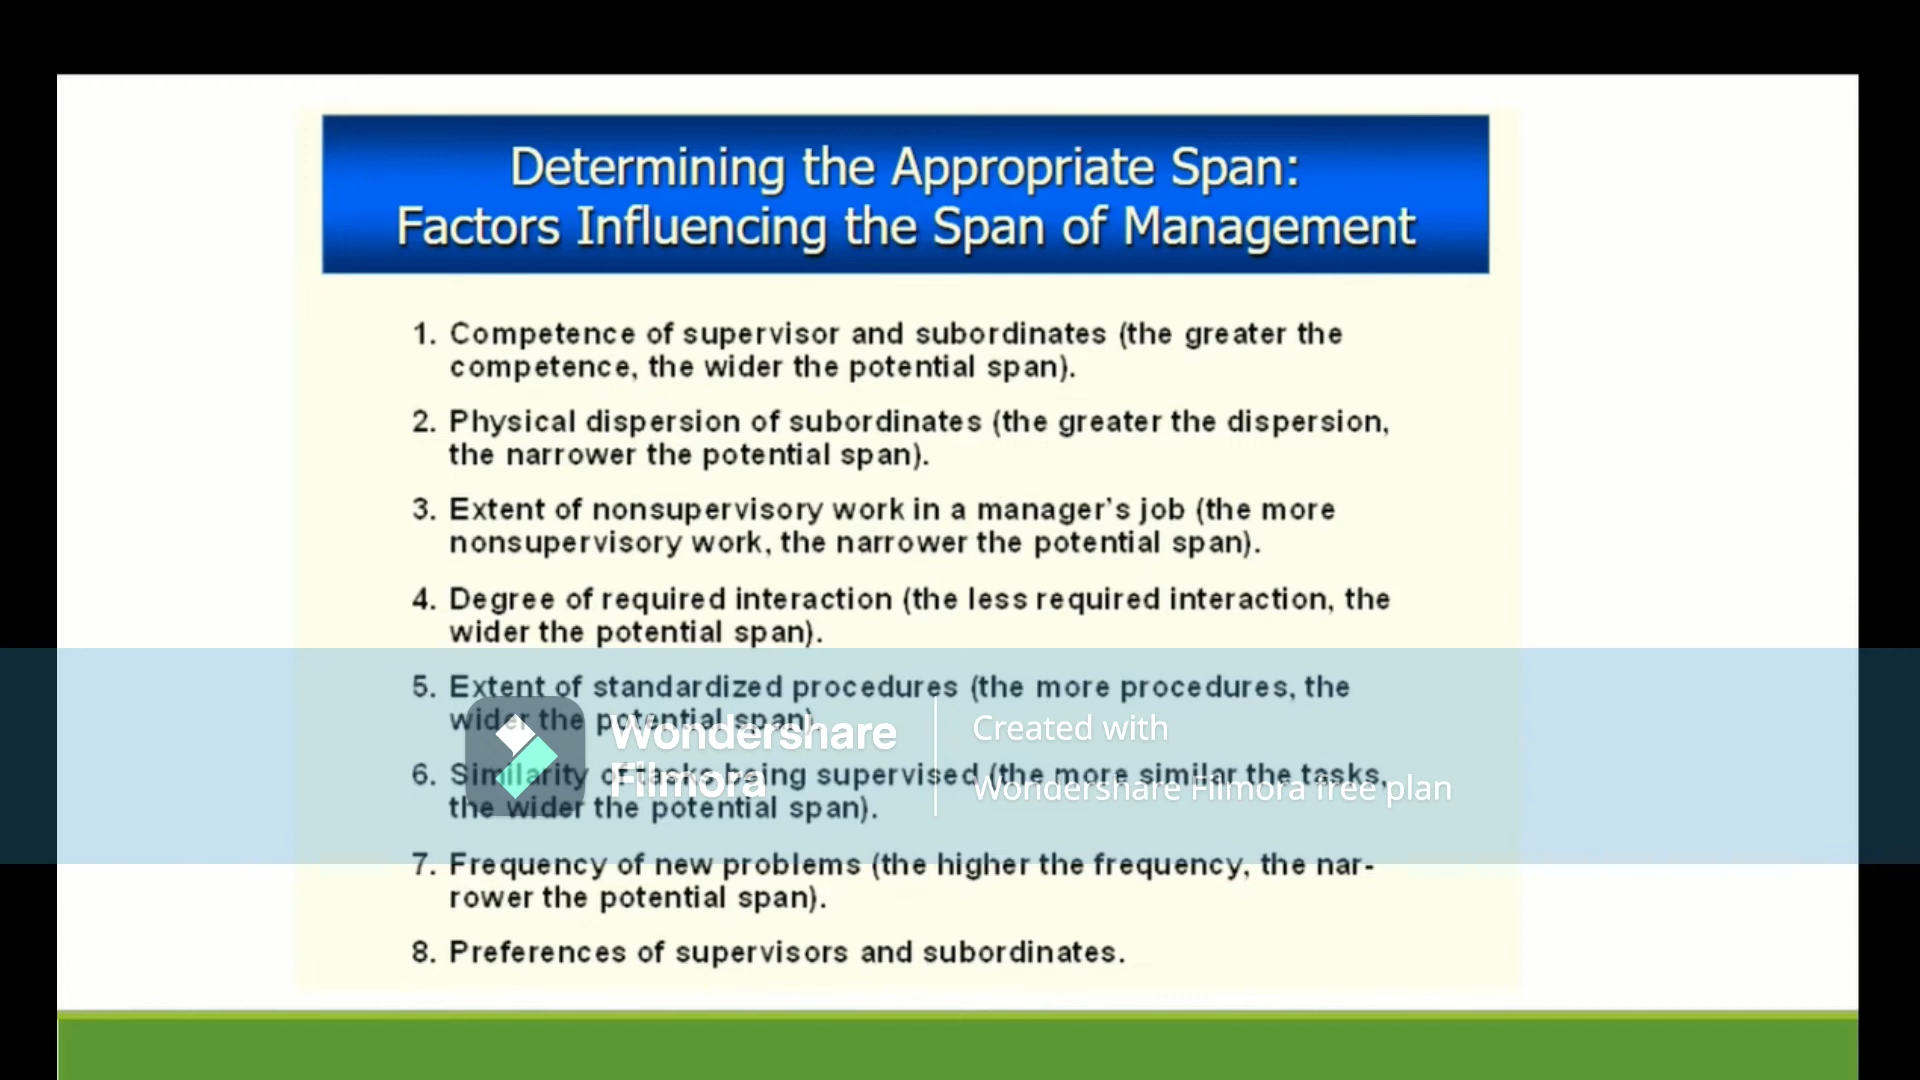 Determining the Appropriate Span:
Factors Influencing the Span of Management
1. Competence of supervisor and subordinates (the greater the
competence, the wider the potential span).
2. Physical dispersion of subordinates (the greater the dispersion,
the narrower the potential span).
3. Extent of nonsupervisory work in a manager's job (the more
nonsupervisory work, the narrower the potential span).
4. Degree of required interaction (the less required interaction, the
wider the potential span).
5. Extent of standardized procedures (the more procedures, the
wider the potential span).
6. Similarity of tasks being supervised (the more similar the tasks,
the wider the potential span).
7. Frequency of new problems (the higher the frequency, the nar-
rower the potential span).
8. Preferences of supervisors and subordinates.
Wondershare
Filmora
Created with
Wondershare Filmora free plan